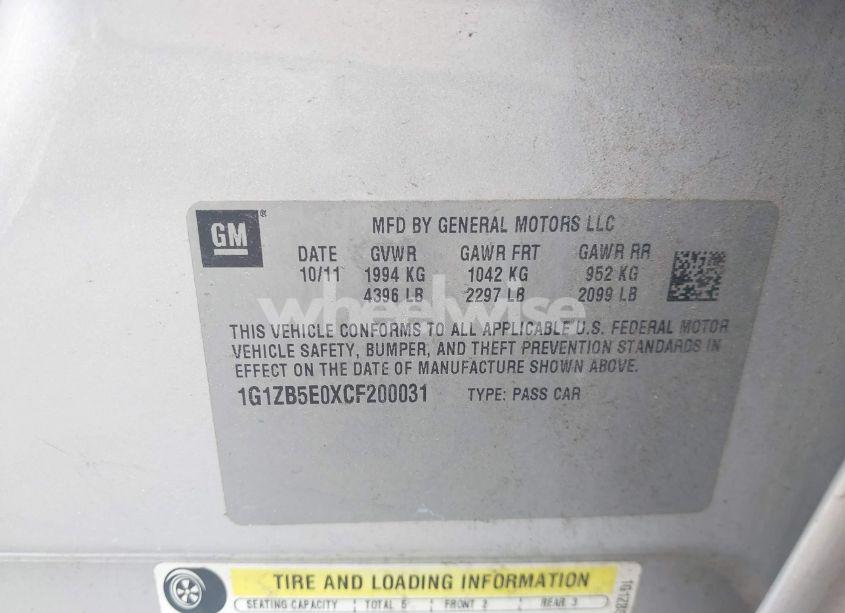 GM®
MFD BY GENERAL MOTORS LLC
DATE GVWR GAWR FRT GAWR RR
10/11 1994 KG 1042 KG 952 KG
4396 LB 2297 LB 2099 LB
wheelwise
THIS VEHICLE CONFORMS TO ALL APPLICABLE U.S. FEDERAL MOTOR
VEHICLE SAFETY, BUMPER, AND THEFT PREVENTION STANDARDS IN
EFFECT ON THE DATE OF MANUFACTURE SHOWN ABOVE.
1G1ZB5E0XCF200031 TYPE: PASS CAR
TIRE AND LOADING INFORMATION
SEATING CAPACITY TOTAL 5 FRONT 2 REAR 3